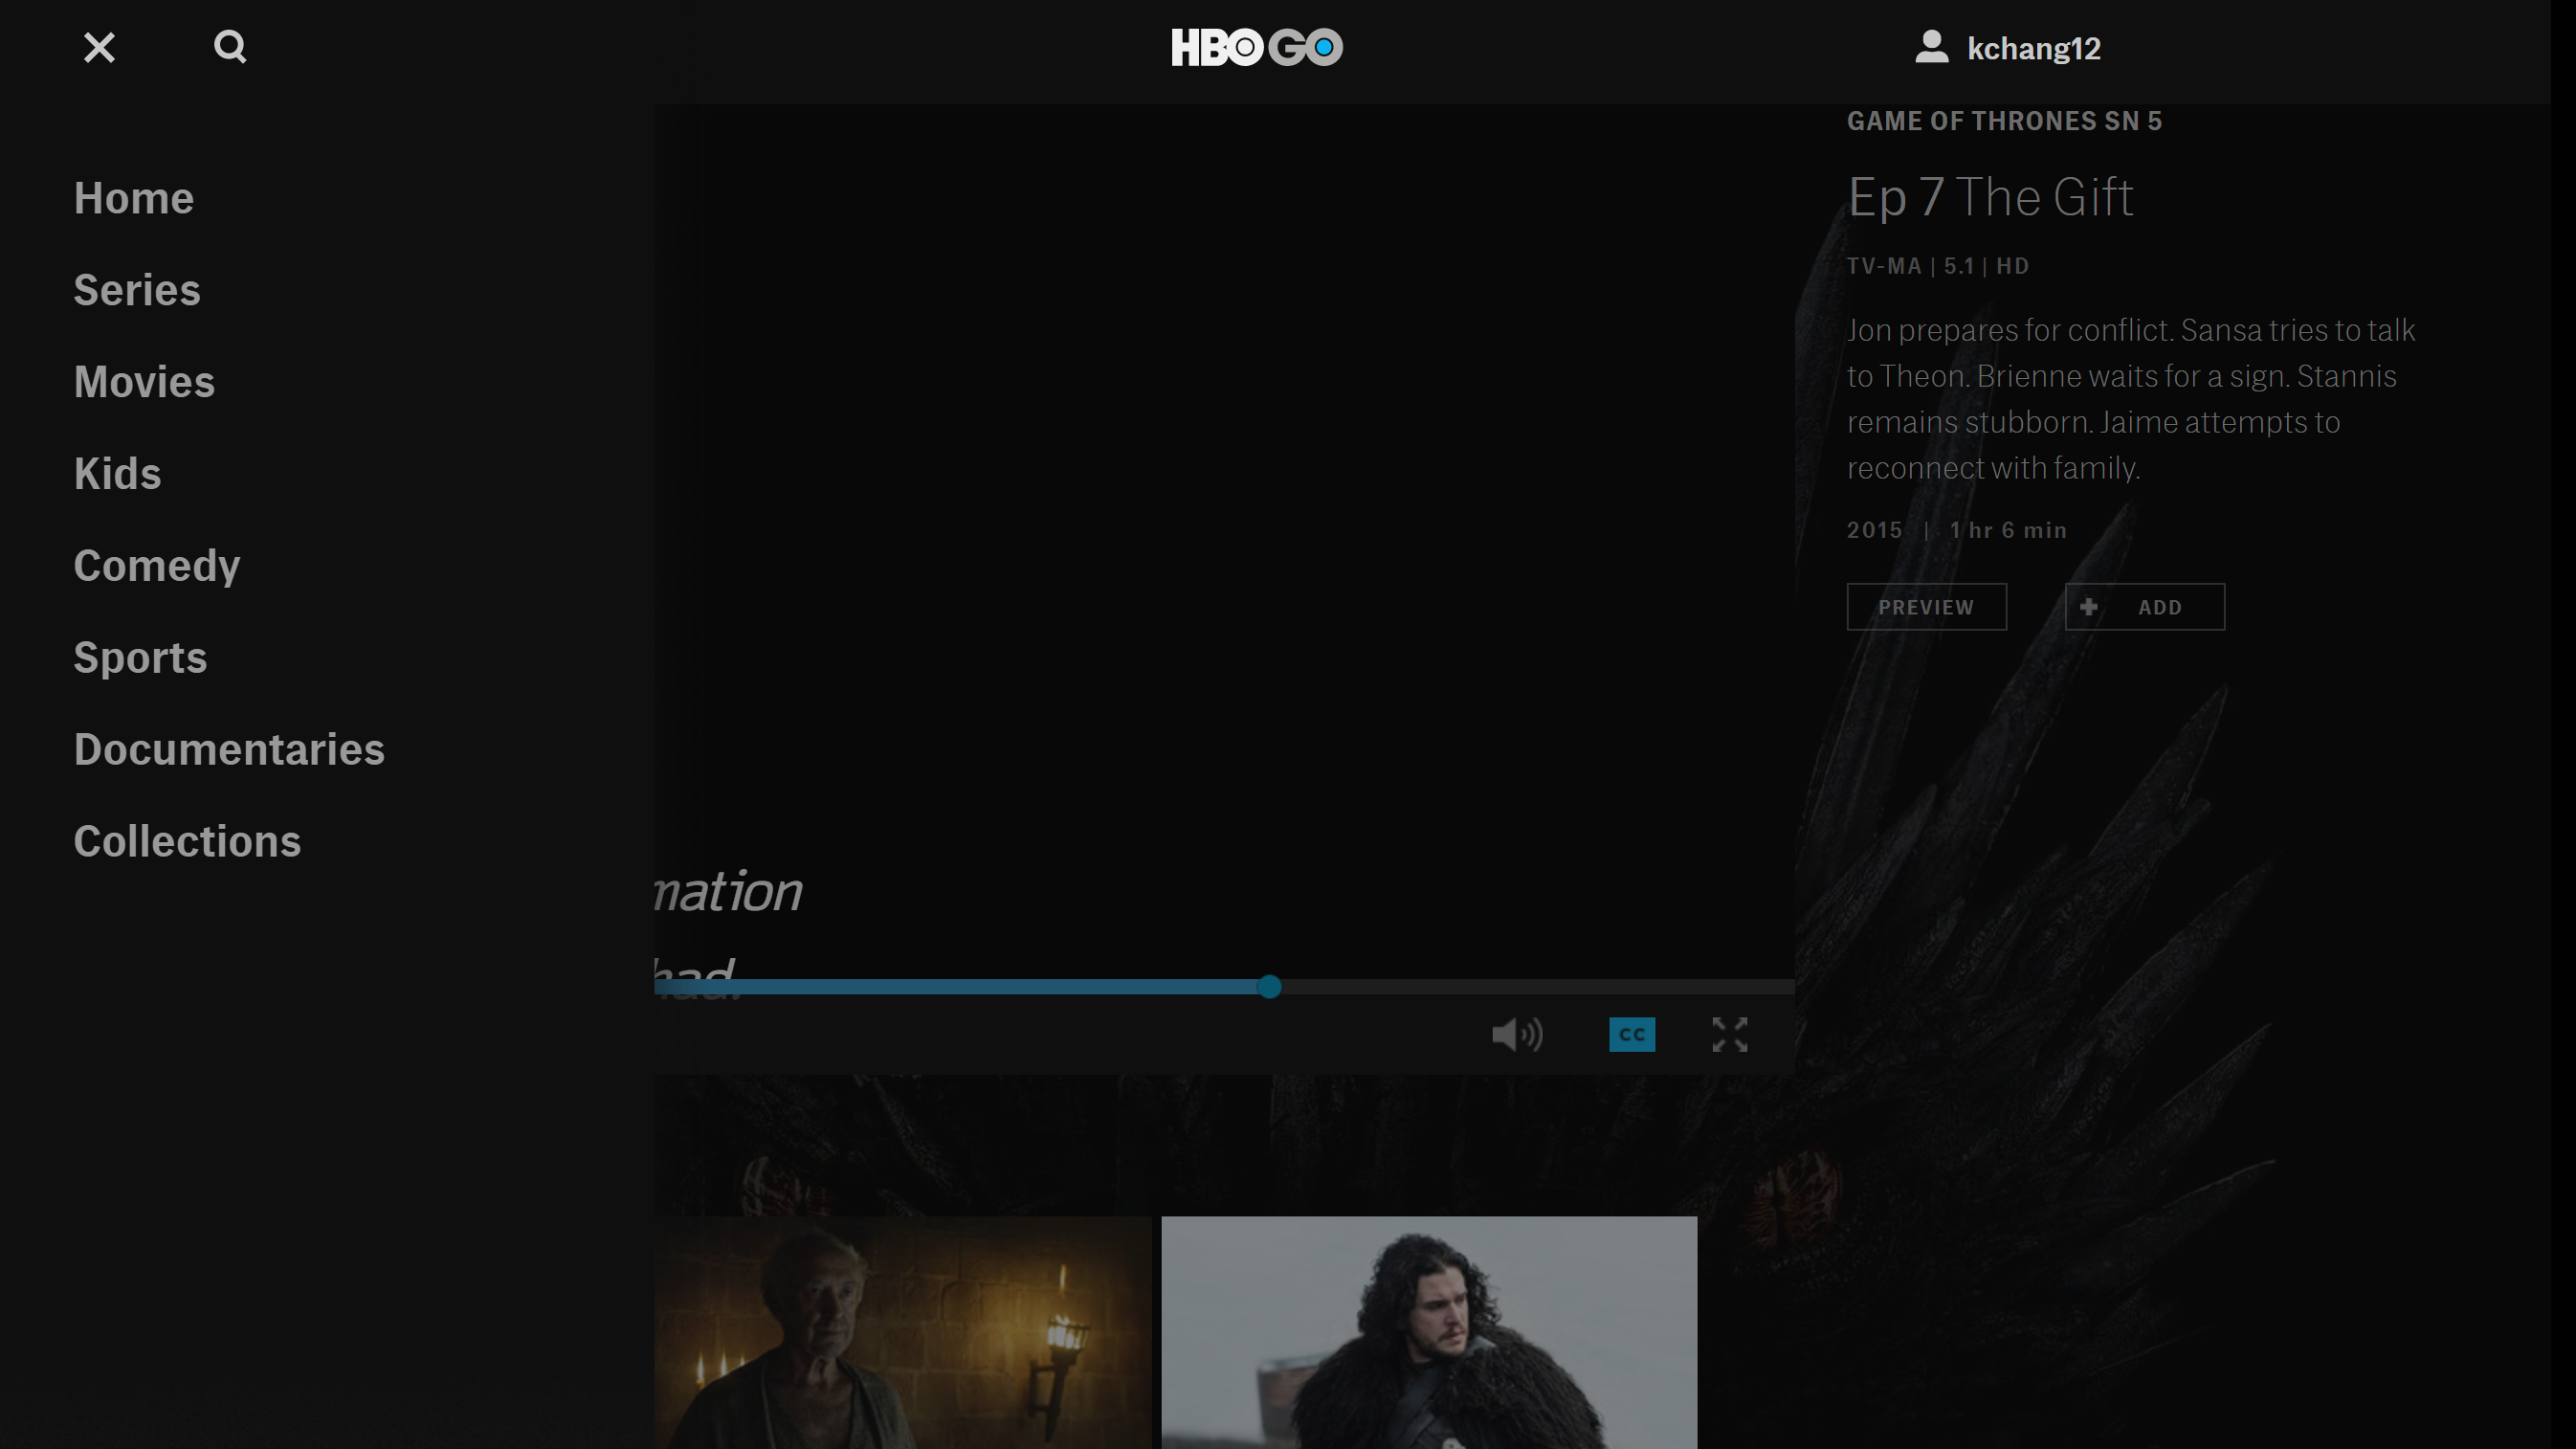 HBO GO
kchang12
Home
Series
Movies
Kids
Comedy
Sports
Documentaries
Collections
GAME OF THRONES SN 5
Ep 7 The Gift
TV-MA | 5.1 | HD
Jon prepares for conflict. Sansa tries to talk
to Theon. Brienne waits for a sign. Stannis
remains stubborn. Jaime attempts to
reconnect with family.
2015 | 1 hr 6 min
PREVIEW
ADD
mation
had.
CC